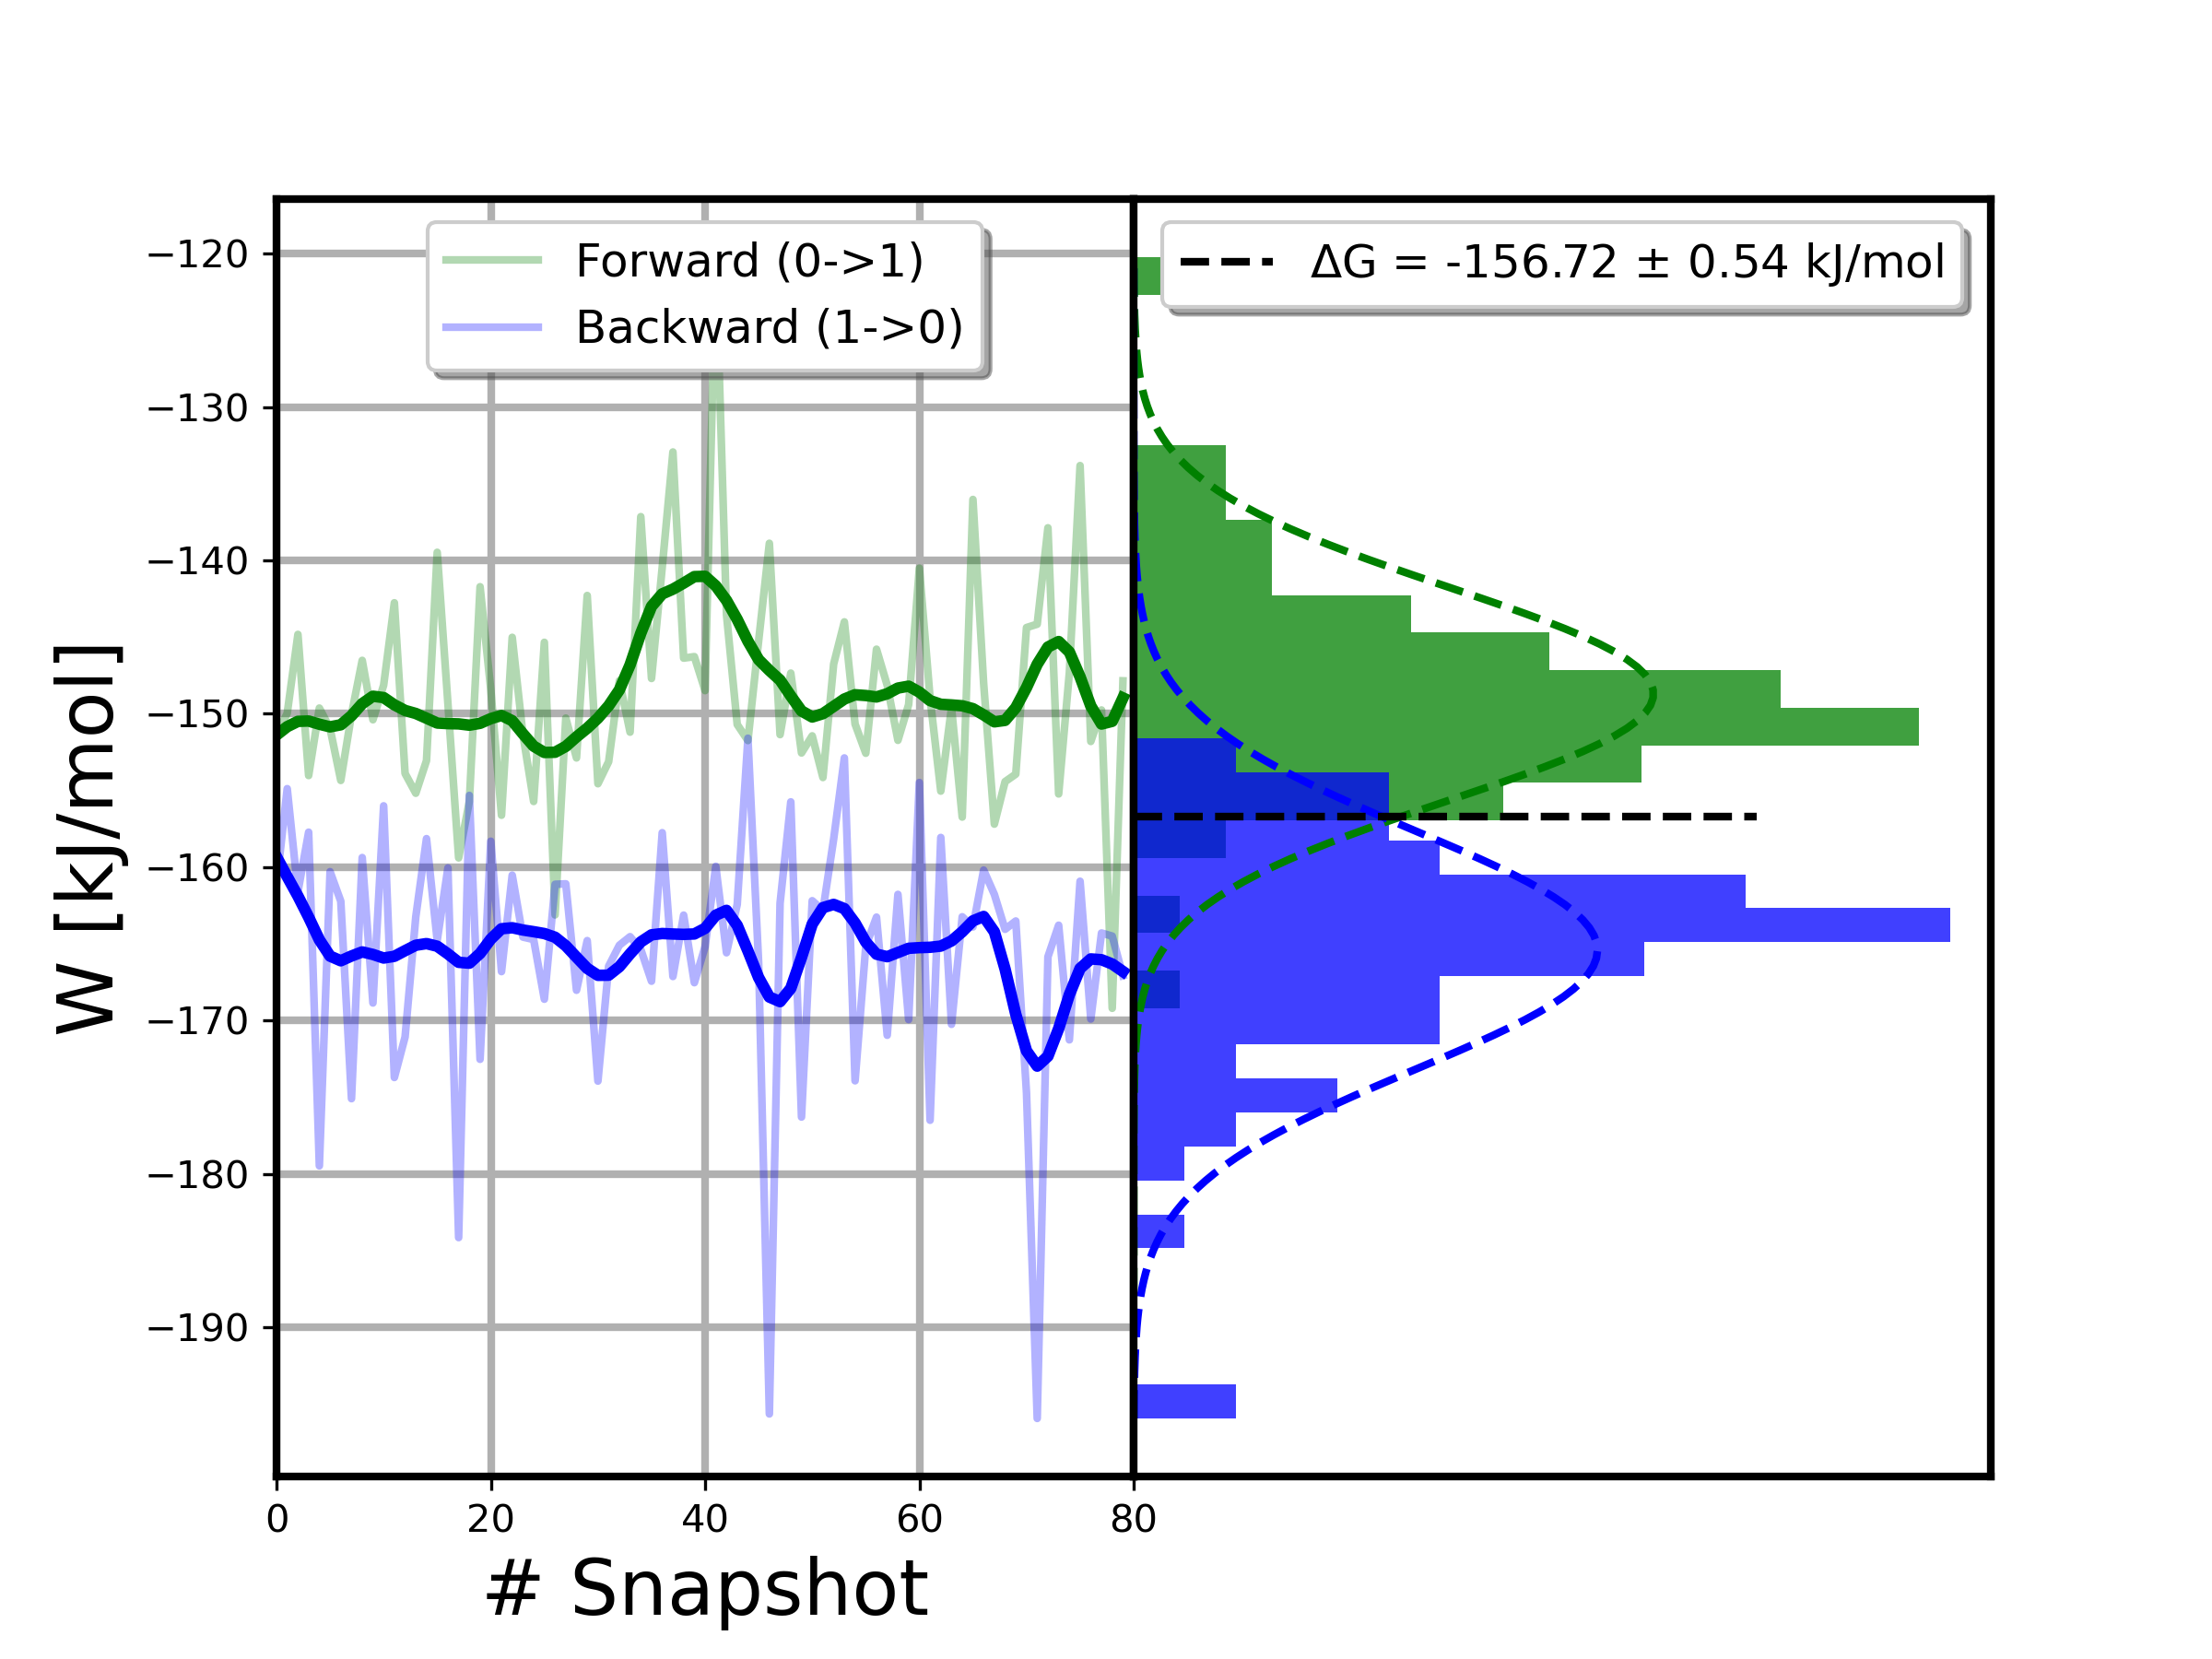 Forward (0->1)
Backward (1->0)
ΔG = -156.72 ± 0.54 kJ/mol
W [kJ/mol]
−120
−130
−140
−150
−160
−170
−180
−190
0 20 40 60 80
# Snapshot